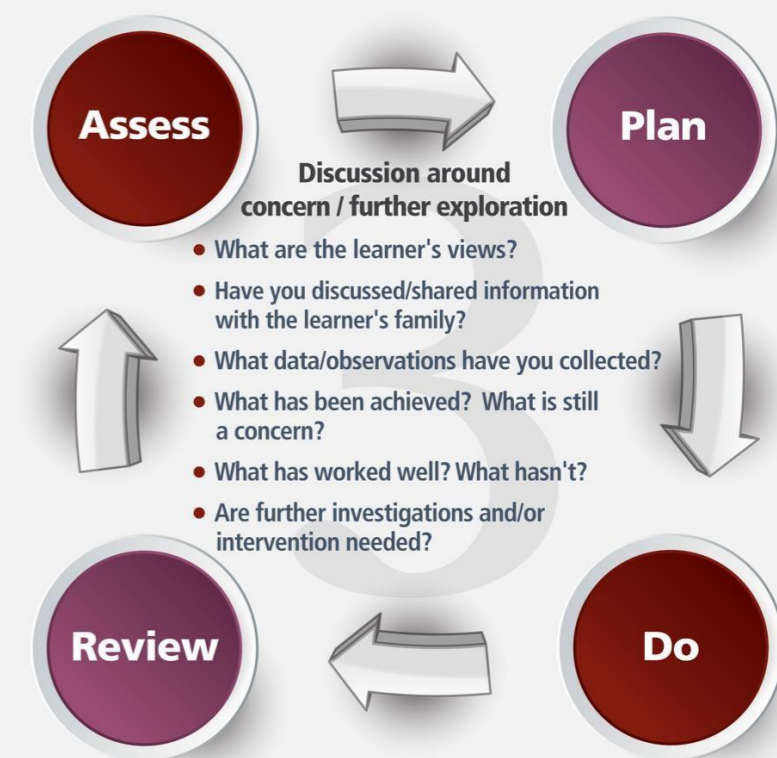 Assess
Plan
Discussion around
concern / further exploration
• What are the learner's views?
• Have you discussed/shared information
with the learner's family?
• What data/observations have you collected?
• What has been achieved? What is still
a concern?
• What has worked well? What hasn't?
• Are further investigations and/or
intervention needed?
3
Review
Do